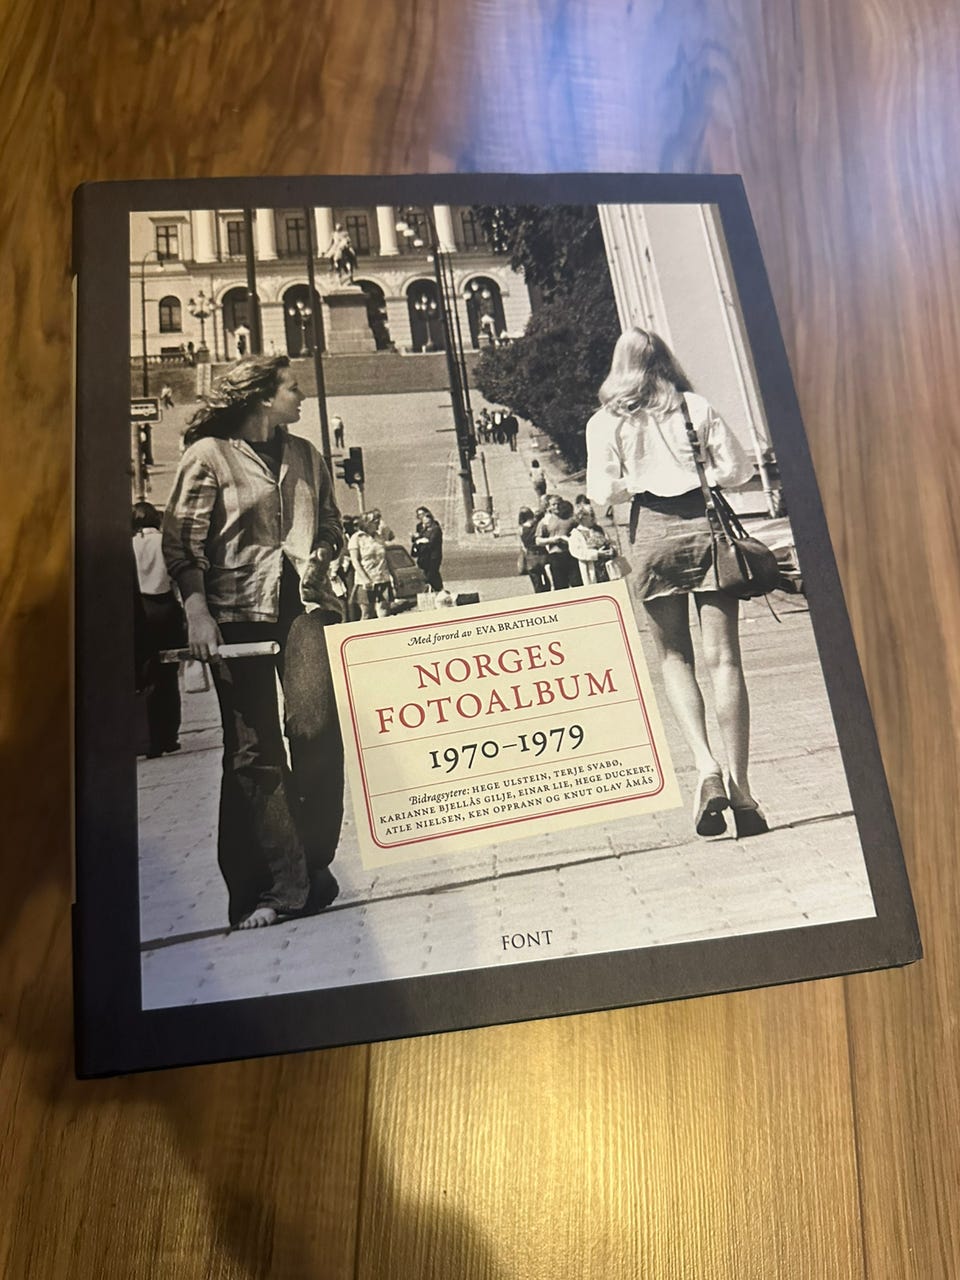 Med forord av EVA BRATHOLM
NORGES
FOTOALBUM
1970–1979
Bidragsytere: HEGE ULSTEIN, TERJE SVABØ,
KARIANNE BJELLÅS GILJE, EINAR LIE, HEGE DUCKERT,
ATLE NIELSEN, KEN OPPRANN OG KNUT OLAV ÅMÅS
FONT